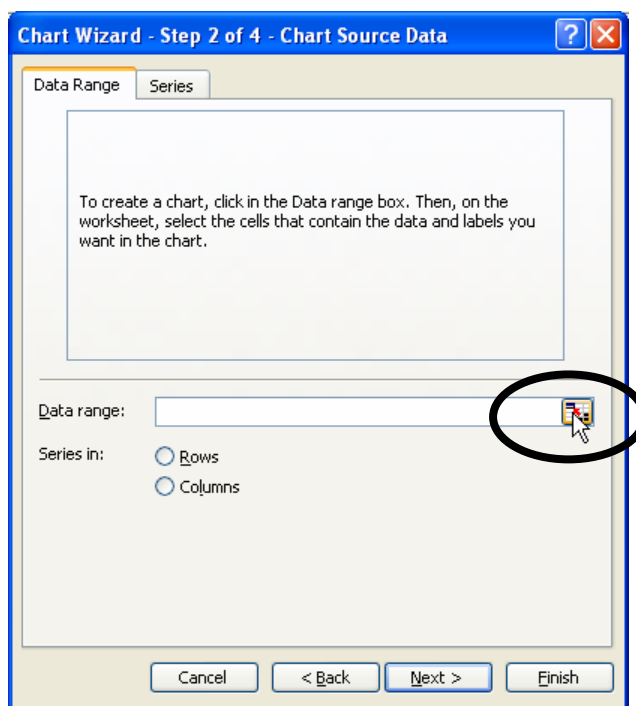 Chart Wizard - Step 2 of 4 - Chart Source Data ?
Data Range Series
To create a chart, click in the Data range box. Then, on the
worksheet, select the cells that contain the data and labels you
want in the chart.
Data range:
Series in: Rows
Columns
Cancel < Back Next > Finish